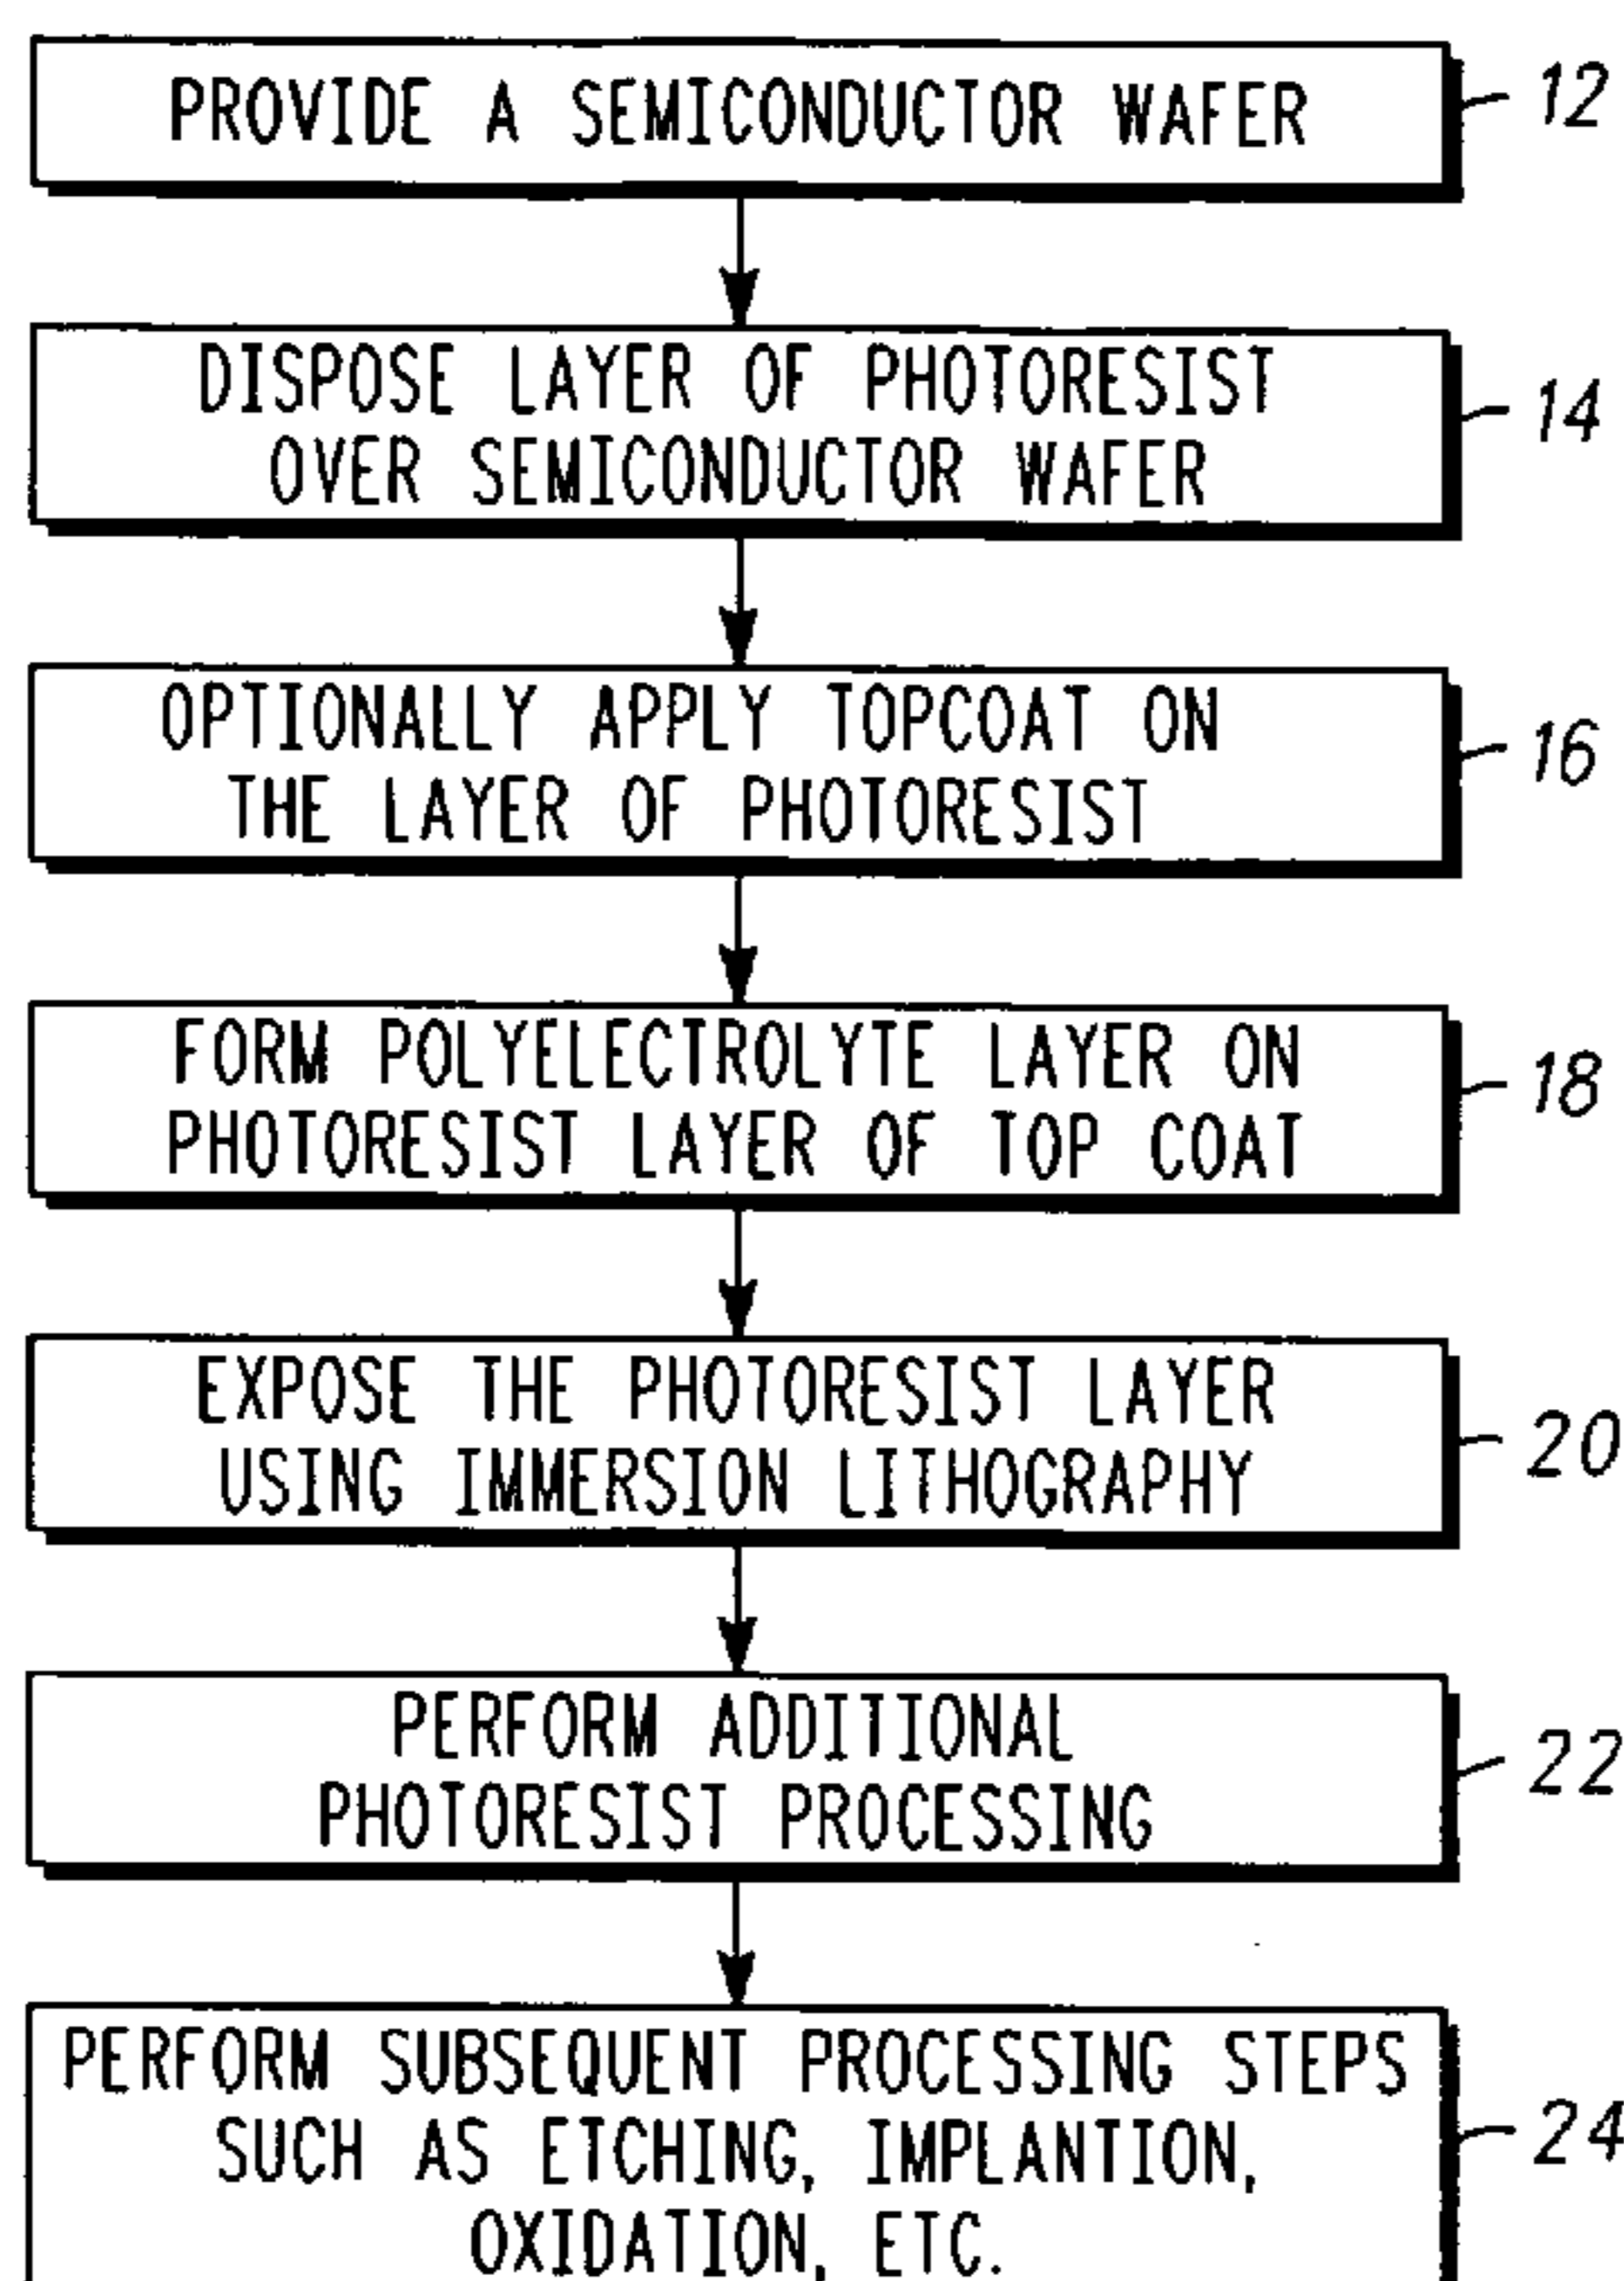 PROVIDE A SEMICONDUCTOR WAFER
12
DISPOSE LAYER OF PHOTORESIST
OVER SEMICONDUCTOR WAFER
14
OPTIONALLY APPLY TOPCOAT ON
THE LAYER OF PHOTORESIST
16
FORM POLYELECTROLYTE LAYER ON
PHOTORESIST LAYER OF TOP COAT
18
EXPOSE THE PHOTORESIST LAYER
USING IMMERSION LITHOGRAPHY
20
PERFORM ADDITIONAL
PHOTORESIST PROCESSING
22
PERFORM SUBSEQUENT PROCESSING STEPS
SUCH AS ETCHING, IMPLANTION,
OXIDATION, ETC.
24